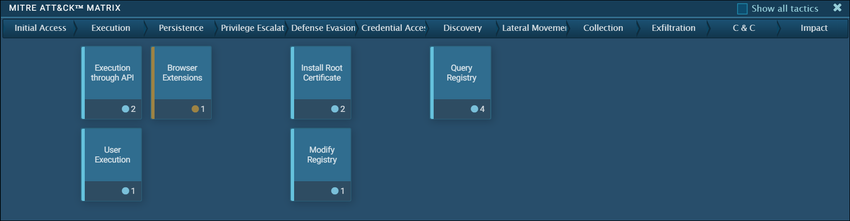 MITRE ATT&CK™ MATRIX
Show all tactics
Initial Access
Execution
Persistence
Privilege Escalat
Defense Evasion
Credential Acces
Discovery
Lateral Movemen
Collection
Exfiltration
C & C
Impact
Execution
through API
2
Browser
Extensions
1
Install Root
Certificate
2
Query
Registry
4
User
Execution
1
Modify
Registry
1